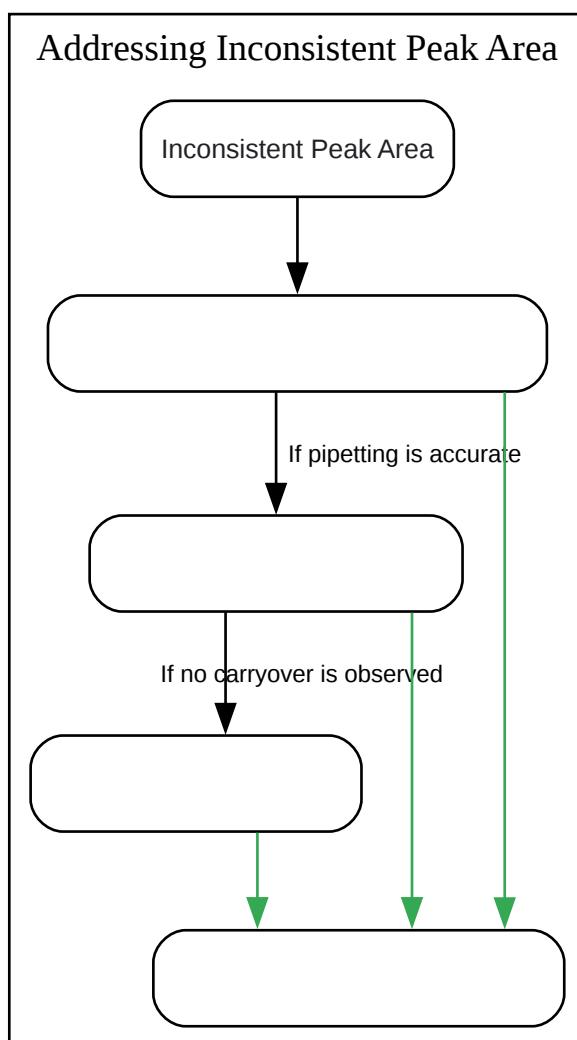 Addressing Inconsistent Peak Area
Inconsistent Peak Area
If pipetting is accurate
If no carryover is observed